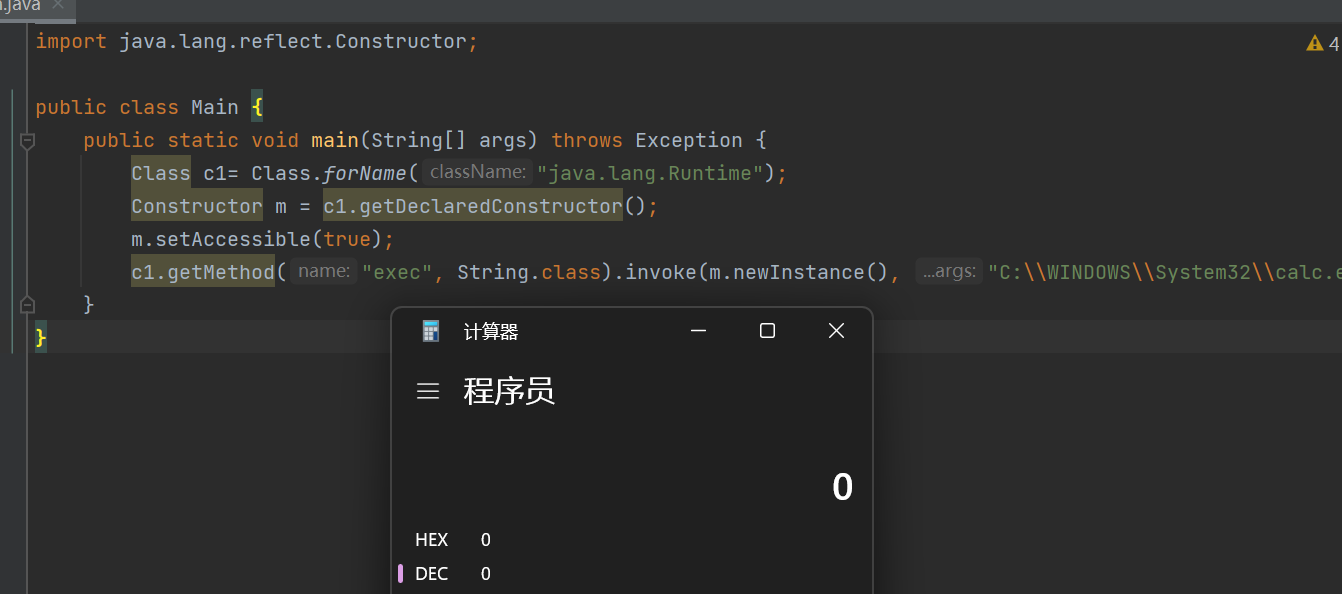 n.java
import java.lang.reflect.Constructor;
4
public class Main {
public static void main(String[] args) throws Exception {
Class c1= Class.forName( className: "java.lang.Runtime");
Constructor m = c1.getDeclaredConstructor();
m.setAccessible(true);
c1.getMethod( name: "exec", String.class).invoke(m.newInstance(), ...args: "C:\\WINDOWS\\System32\\calc.e
}
}
计算器
程序员
0
HEX 0
DEC 0